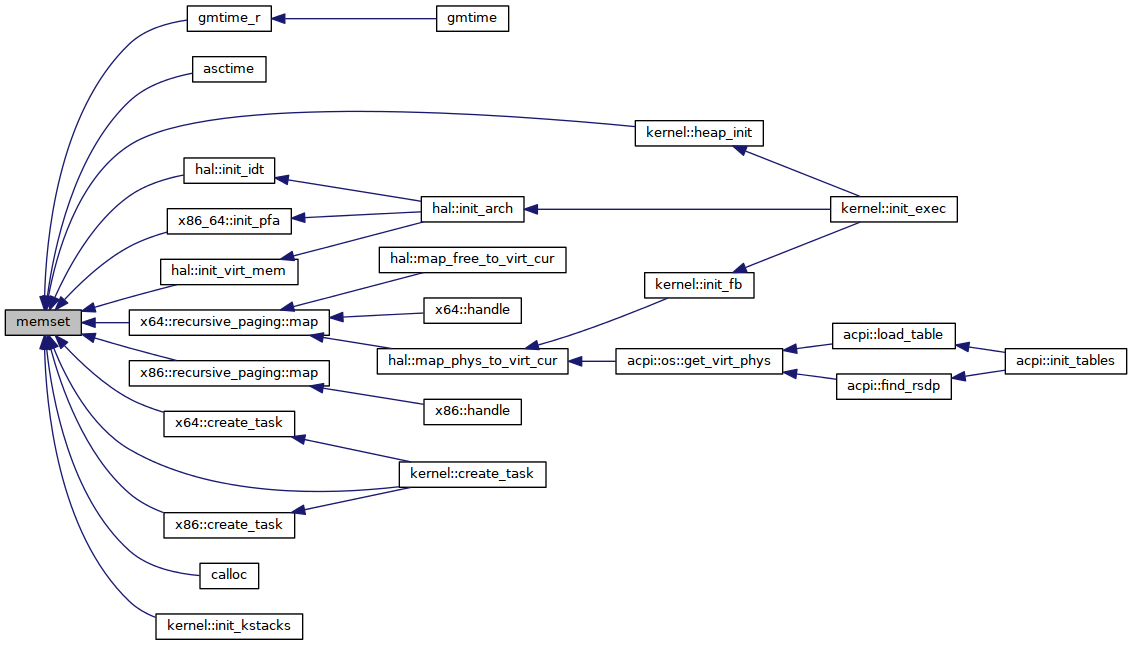 gmtime_r
gmtime
asctime
kernel::heap_init
hal::init_idt
hal::init_arch
kernel::init_exec
x86_64::init_pfa
hal::map_free_to_virt_cur
hal::init_virt_mem
kernel::init_fb
x64::handle
memset
x64::recursive_paging::map
acpi::load_table
hal::map_phys_to_virt_cur
acpi::os::get_virt_phys
acpi::init_tables
x86::recursive_paging::map
acpi::find_rsdp
x86::handle
x64::create_task
kernel::create_task
x86::create_task
calloc
kernel::init_kstacks